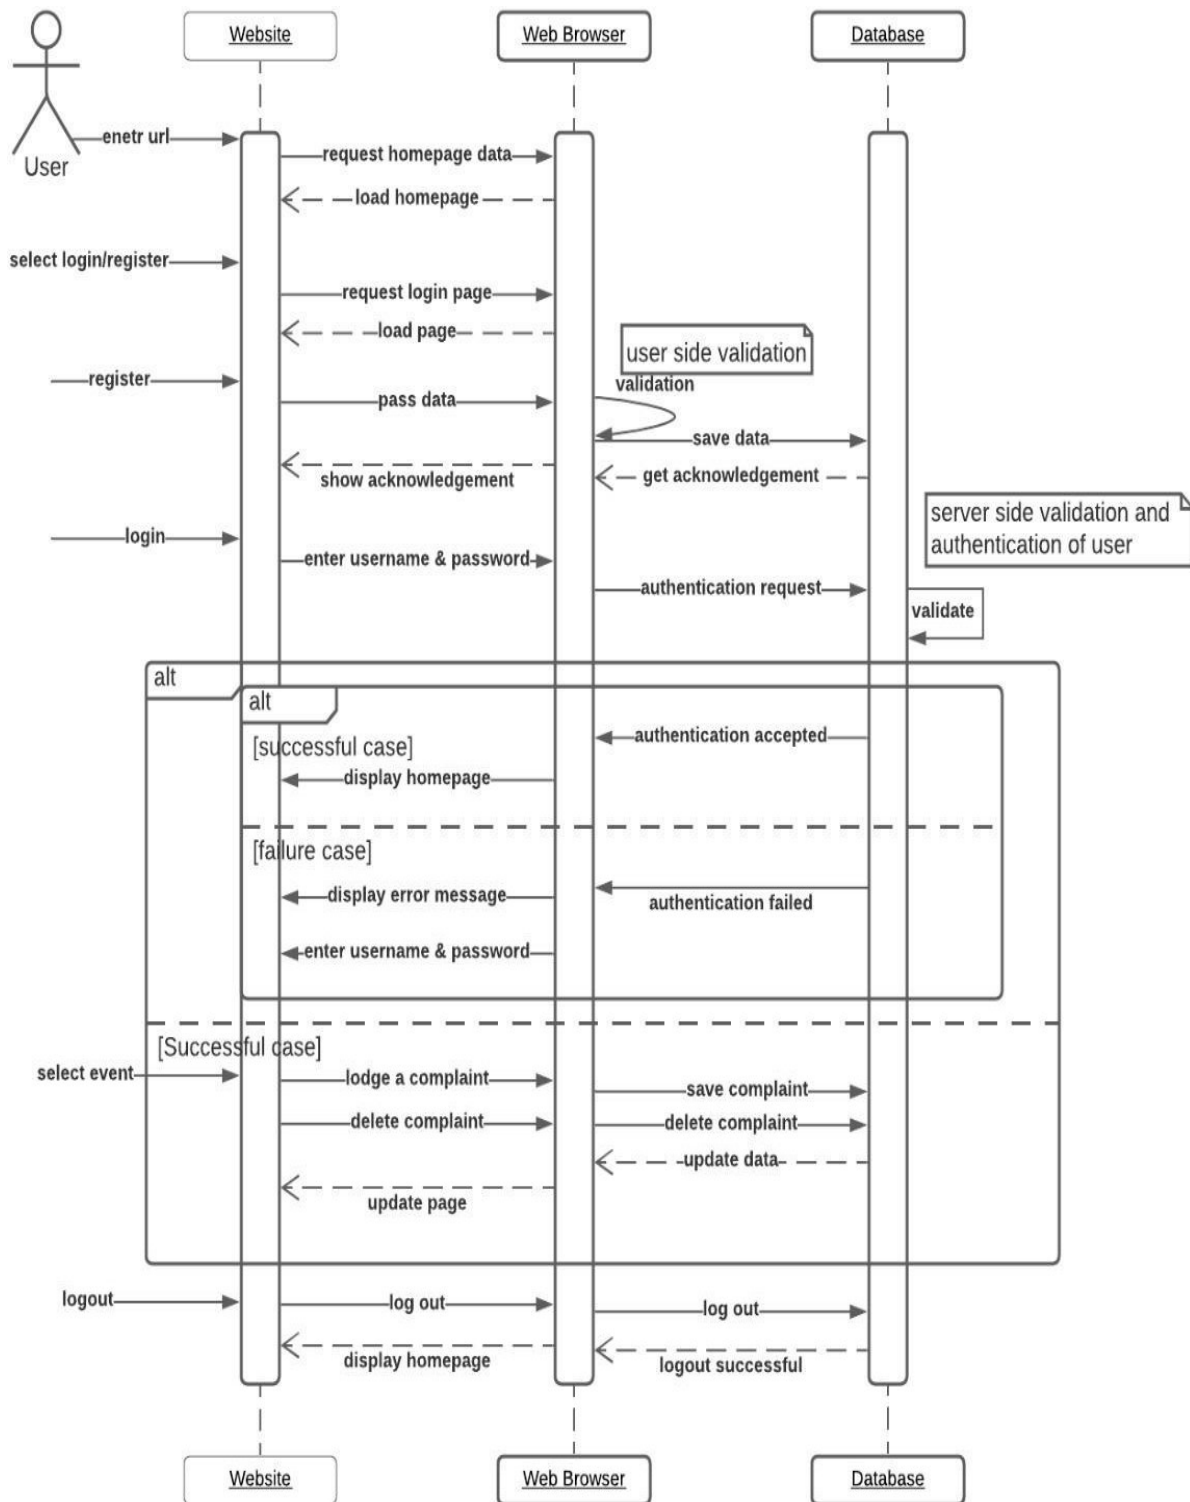 Website
Web Browser
Database
enetr url
User
request homepage data
load homepage
select login/register
request login page
load page
user side validation
validation
register
pass data
save data
show acknowledgement
get acknowledgement
server side validation and
authentication of user
login
enter username & password
authentication request
validate
alt
alt
[successful case]
authentication accepted
display homepage
[failure case]
display error message
authentication failed
enter username & password
[Successful case]
select event
lodge a complaint
save complaint
delete complaint
delete complaint
update data
update page
logout
log out
log out
display homepage
logout successful
Website
Web Browser
Database